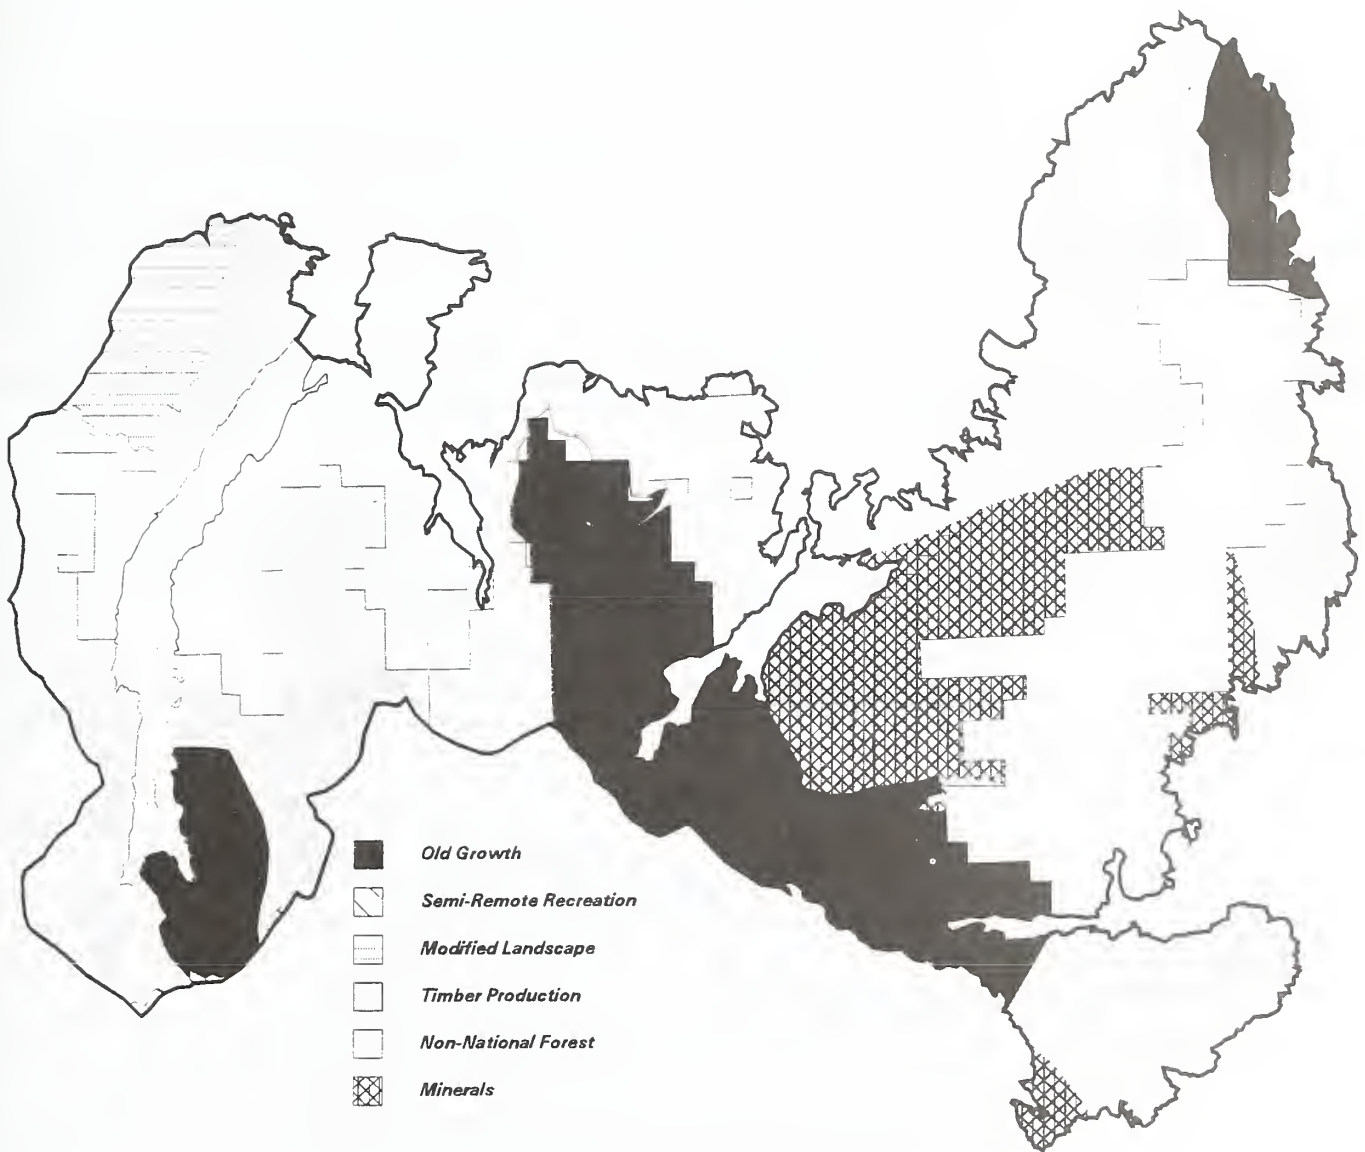 Old Growth
Semi-Remote Recreation
Modified Landscape
Timber Production
Non-National Forest
Minerals